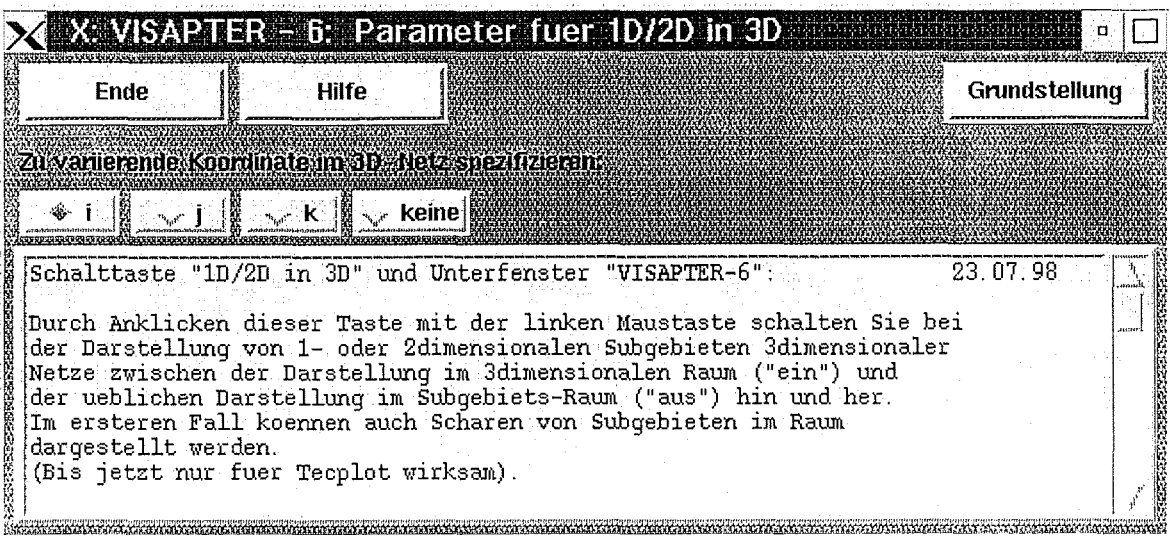 X: VISAPTER - 6: Parameter fuer 1D/2D in 3D
Ende Hilfe Grundstellung
Zu variierende Koordinate im 3D-Netz spezifizieren:
i j k keine
Schalttaste "1D/2D in 3D" und Unterfenster "VISAPTER-6": 23.07.98
Durch Anklicken dieser Taste mit der linken Maustaste schalten Sie bei
der Darstellung von 1- oder 2dimensionalen Subgebieten 3dimensionaler
Netze zwischen der Darstellung im 3dimensionalen Raum ("ein") und
der ueblichen Darstellung im Subgebiets-Raum ("aus") hin und her.
Im ersteren Fall koennen auch Scharen von Subgebieten im Raum
dargestellt werden.
(Bis jetzt nur fuer Tecplot wirksam).